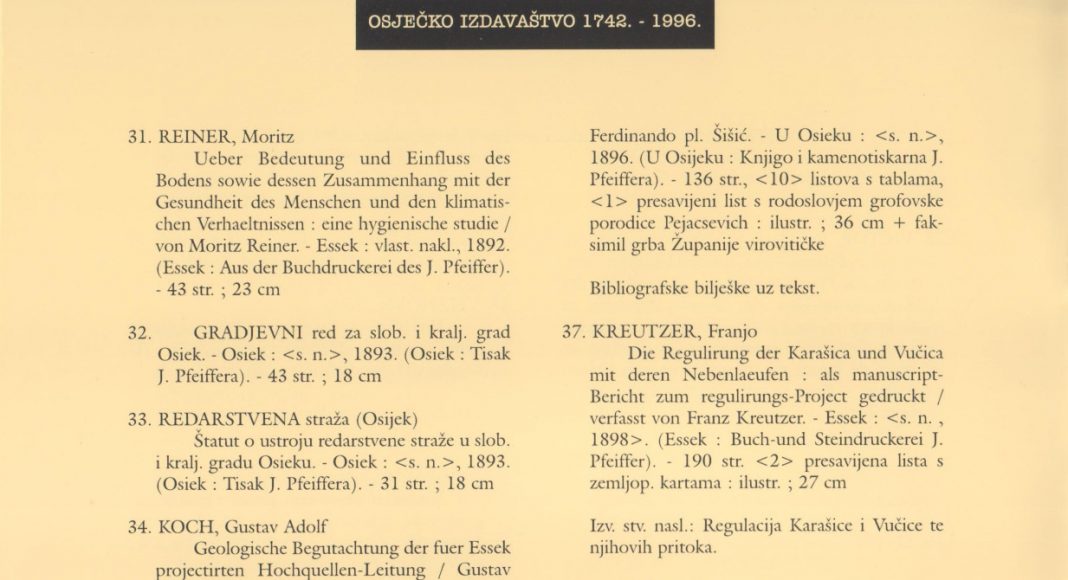 OSJEČKO IZDAVAŠTVO 1742. - 1996.
31. REINER, Moritz
Ueber Bedeutung und Einfluss des
Bodens sowie dessen Zusammenhang mit der
Gesundheit des Menschen und den klimatis-
chen Verhaeltnissen : eine hygienische studie /
von Moritz Reiner. - Essek : vlast. nakl., 1892.
(Essek : Aus der Buchdruckerei des J. Pfeiffer).
- 43 str. ; 23 cm
32. GRADJEVNI red za slob. i kralj. grad
Osiek. - Osiek : <s. n.>, 1893. (Osiek : Tisak
J. Pfeiffera). - 43 str. ; 18 cm
33. REDARSTVENA straža (Osijek)
Štatut o ustroju redarstvene straže u slob.
i kralj. gradu Osieku. - Osiek : <s. n.>, 1893.
(Osiek : Tisak J. Pfeiffera). - 31 str. ; 18 cm
34. KOCH, Gustav Adolf
Geologische Begutachtung der fuer Essek
projectirten Hochquellen-Leitung / Gustav
Ferdinando pl. Šišić. - U Osieku : <s. n.>,
1896. (U Osijeku : Knjigo i kamenotiskarna J.
Pfeiffera). - 136 str., <10> listova s tablama,
<1> presavijeni list s rodoslovjem grofovske
porodice Pejacsevich : ilustr. ; 36 cm + fak-
simil grba Županije virovitičke
Bibliografske bilješke uz tekst.
37. KREUTZER, Franjo
Die Regulirung der Karašica und Vučica
mit deren Nebenlaeufen : als manuscript-
Bericht zum regulirungs-Project gedruckt /
verfasst von Franz Kreutzer. - Essek : <s. n. ,
1898>. (Essek : Buch-und Steindruckerei J.
Pfeiffer). - 190 str. <2> presavijena lista s
zemljop. kartama : ilustr. ; 27 cm
Izv. stv. nasl.: Regulacija Karašice i Vučice te
njihovih pritoka.